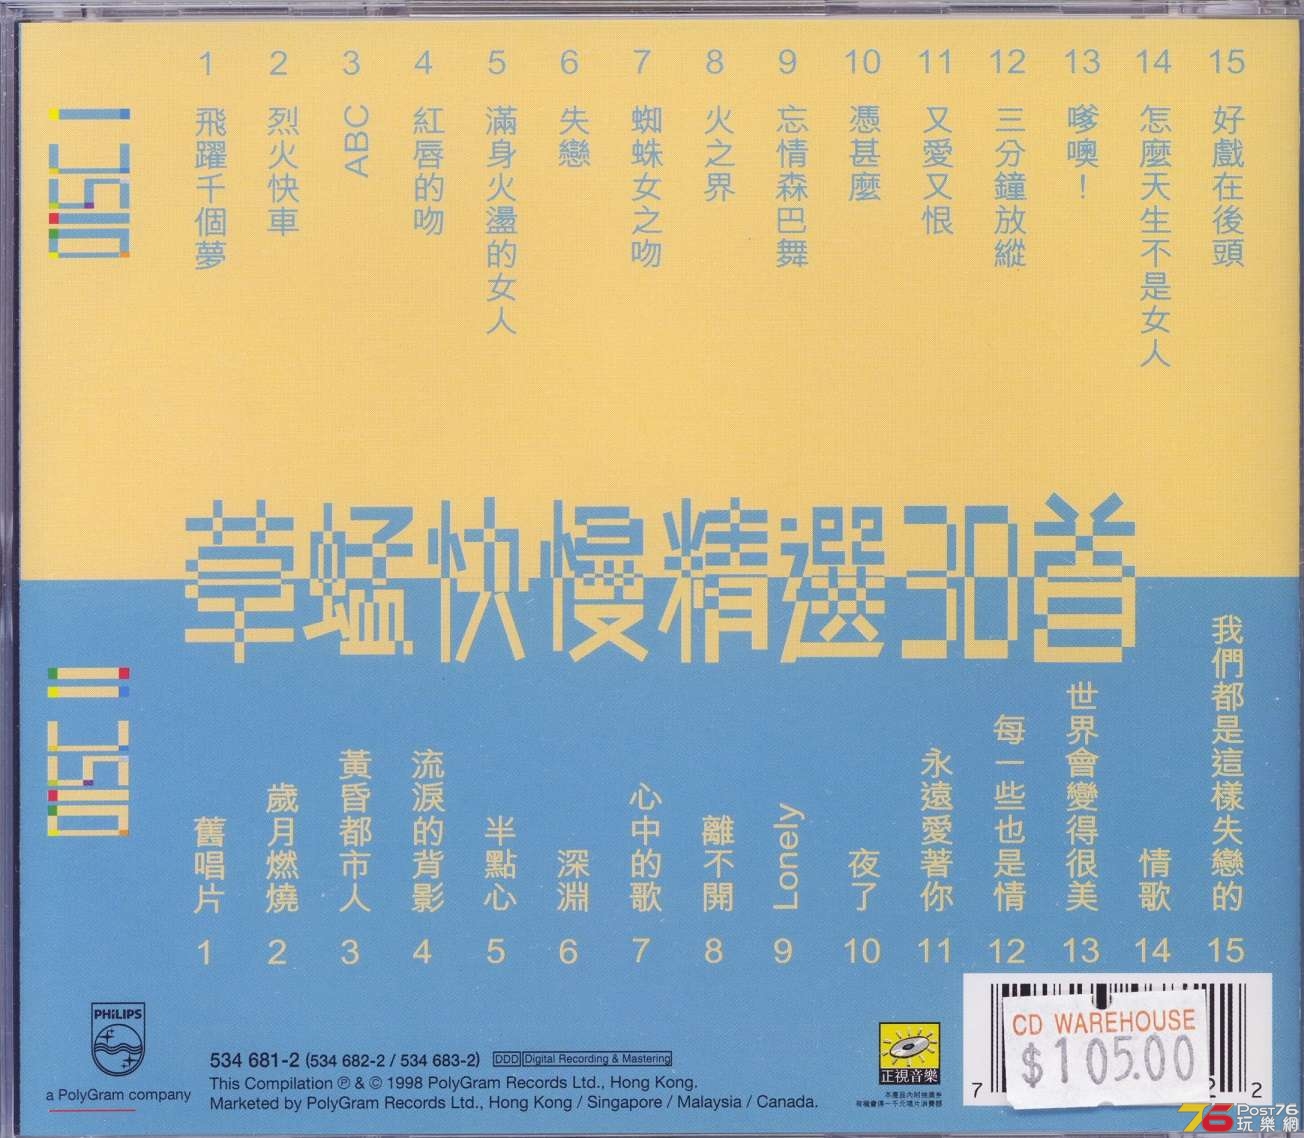 DISC I
1 飛躍千個夢
2 烈火快車
3 ABC
4 紅唇的吻
5 滿身火盪的女人
6 失戀
7 蜘蛛女之吻
8 火之界
9 忘情森巴舞
10 憑甚麼
11 又愛又恨
12 三分鐘放縱
13 嗲噢！
14 怎麼天生不是女人
15 好戲在後頭
草蜢快慢精選30首
DISC II
1 舊唱片
2 歲月燃燒
3 黃昏都市人
4 流淚的背影
5 半點心
6 深淵
7 心中的歌
8 離不開
9 Lonely
10 夜了
11 永遠愛著你
12 每一些也是情
13 世界會變得很美
14 情歌
15 我們都是這樣失戀的
PHILIPS
a PolyGram company
534 681-2 (534 682-2 / 534 683-2) DDD Digital Recording & Mastering
This Compilation ℗ & © 1998 PolyGram Records Ltd., Hong Kong.
Marketed by PolyGram Records Ltd., Hong Kong / Singapore / Malaysia / Canada.
正視音樂
CD WAREHOUSE
$105.00
7 2 2
76 Post76
玩樂網